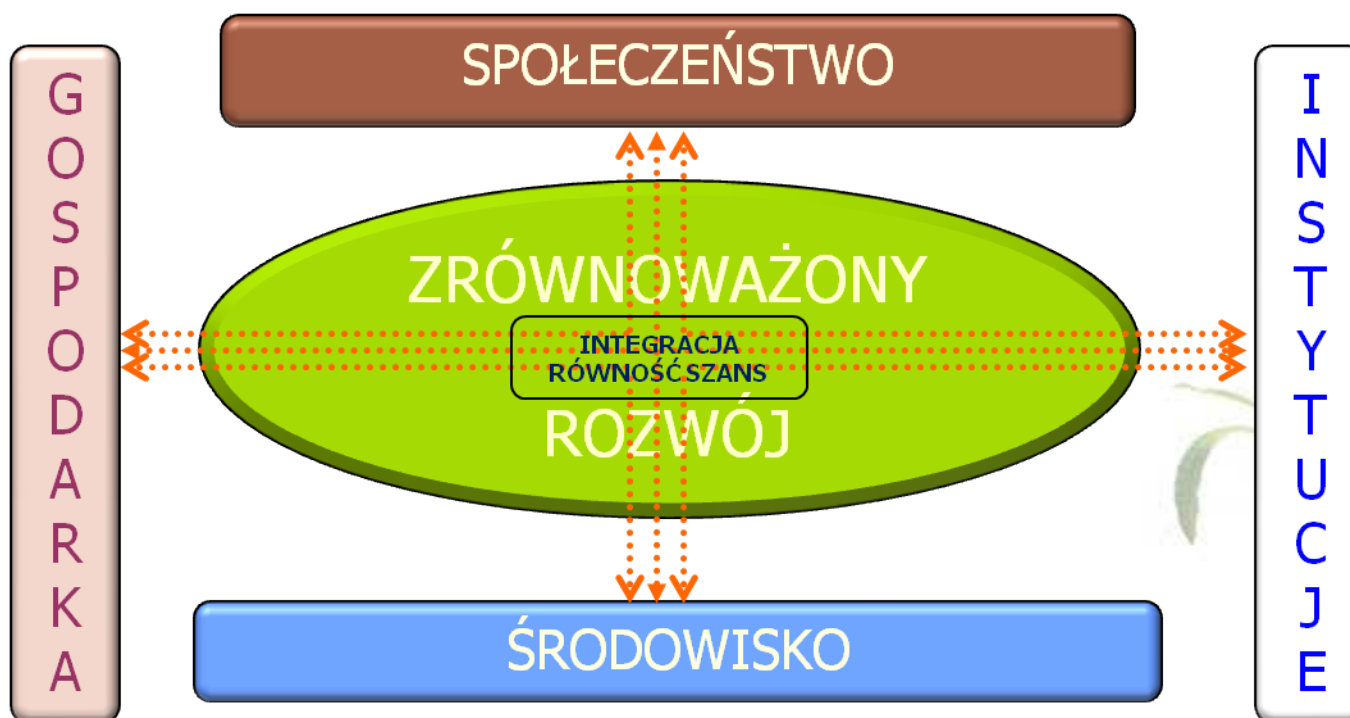 SPOŁECZEŃSTWO
GOSPODARKA
ZRÓWNOWAŻONY
INTEGRACJA
RÓWNOŚĆ SZANS
ROZWÓJ
INSTYTUCJE
ŚRODOWISKO